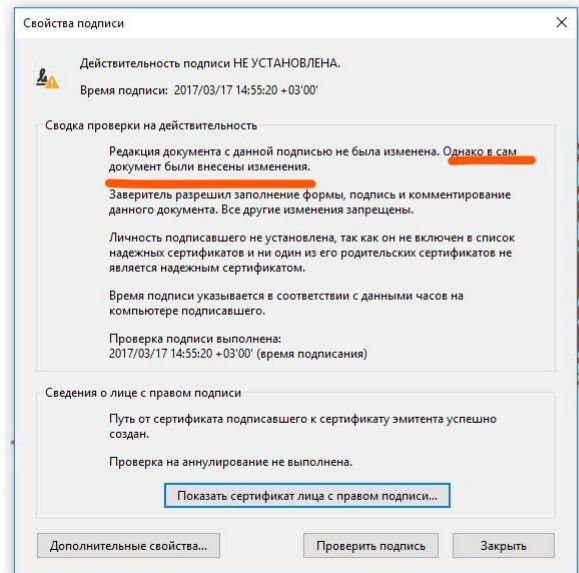 Свойства подписи
Действительность подписи НЕ УСТАНОВЛЕНА.
Время подписи: 2017/03/17 14:55:20 +03'00'
Сводка проверки на действительность
Редакция документа с данной подписью не была изменена. Однако в сам
документ были внесены изменения.
Заверитель разрешил заполнение формы, подпись и комментирование
данного документа. Все другие изменения запрещены.
Личность подписавшего не установлена, так как он не включен в список
надежных сертификатов и ни один из его родительских сертификатов не
является надежным сертификатом.
Время подписи указывается в соответствии с данными часов на
компьютере подписавшего.
Проверка подписи выполнена:
2017/03/17 14:55:20 +03'00' (время подписания)
Сведения о лице с правом подписи
Путь от сертификата подписавшего к сертификату эмитента успешно
создан.
Проверка на аннулирование не выполнена.
Показать сертификат лица с правом подписи...
Дополнительные свойства... Проверить подпись Закрыть